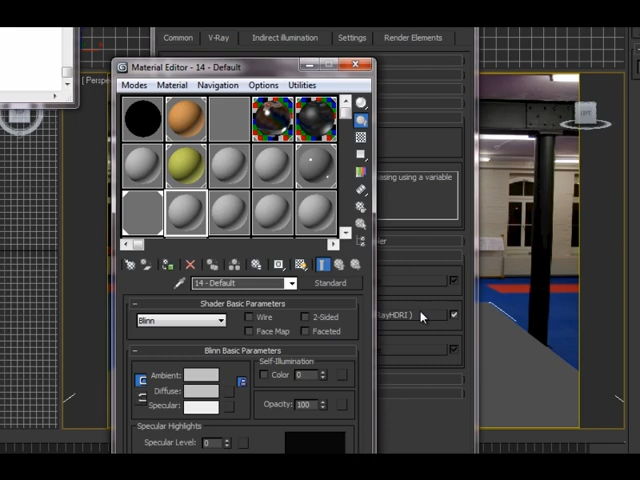 Common V-Ray Indirect illumination Settings Render Elements
[ Perspe
Material Editor - 14 - Default
Modes Material Navigation Options Utilities
asing using a variable
14 - Default Standard
Shader Basic Parameters
Blinn Wire 2-Sided
Face Map Faceted
RayHDRI )
Blinn Basic Parameters
Self-Illumination
Ambient: Color 0
Diffuse:
Specular: Opacity: 100
Specular Highlights
Specular Level: 0